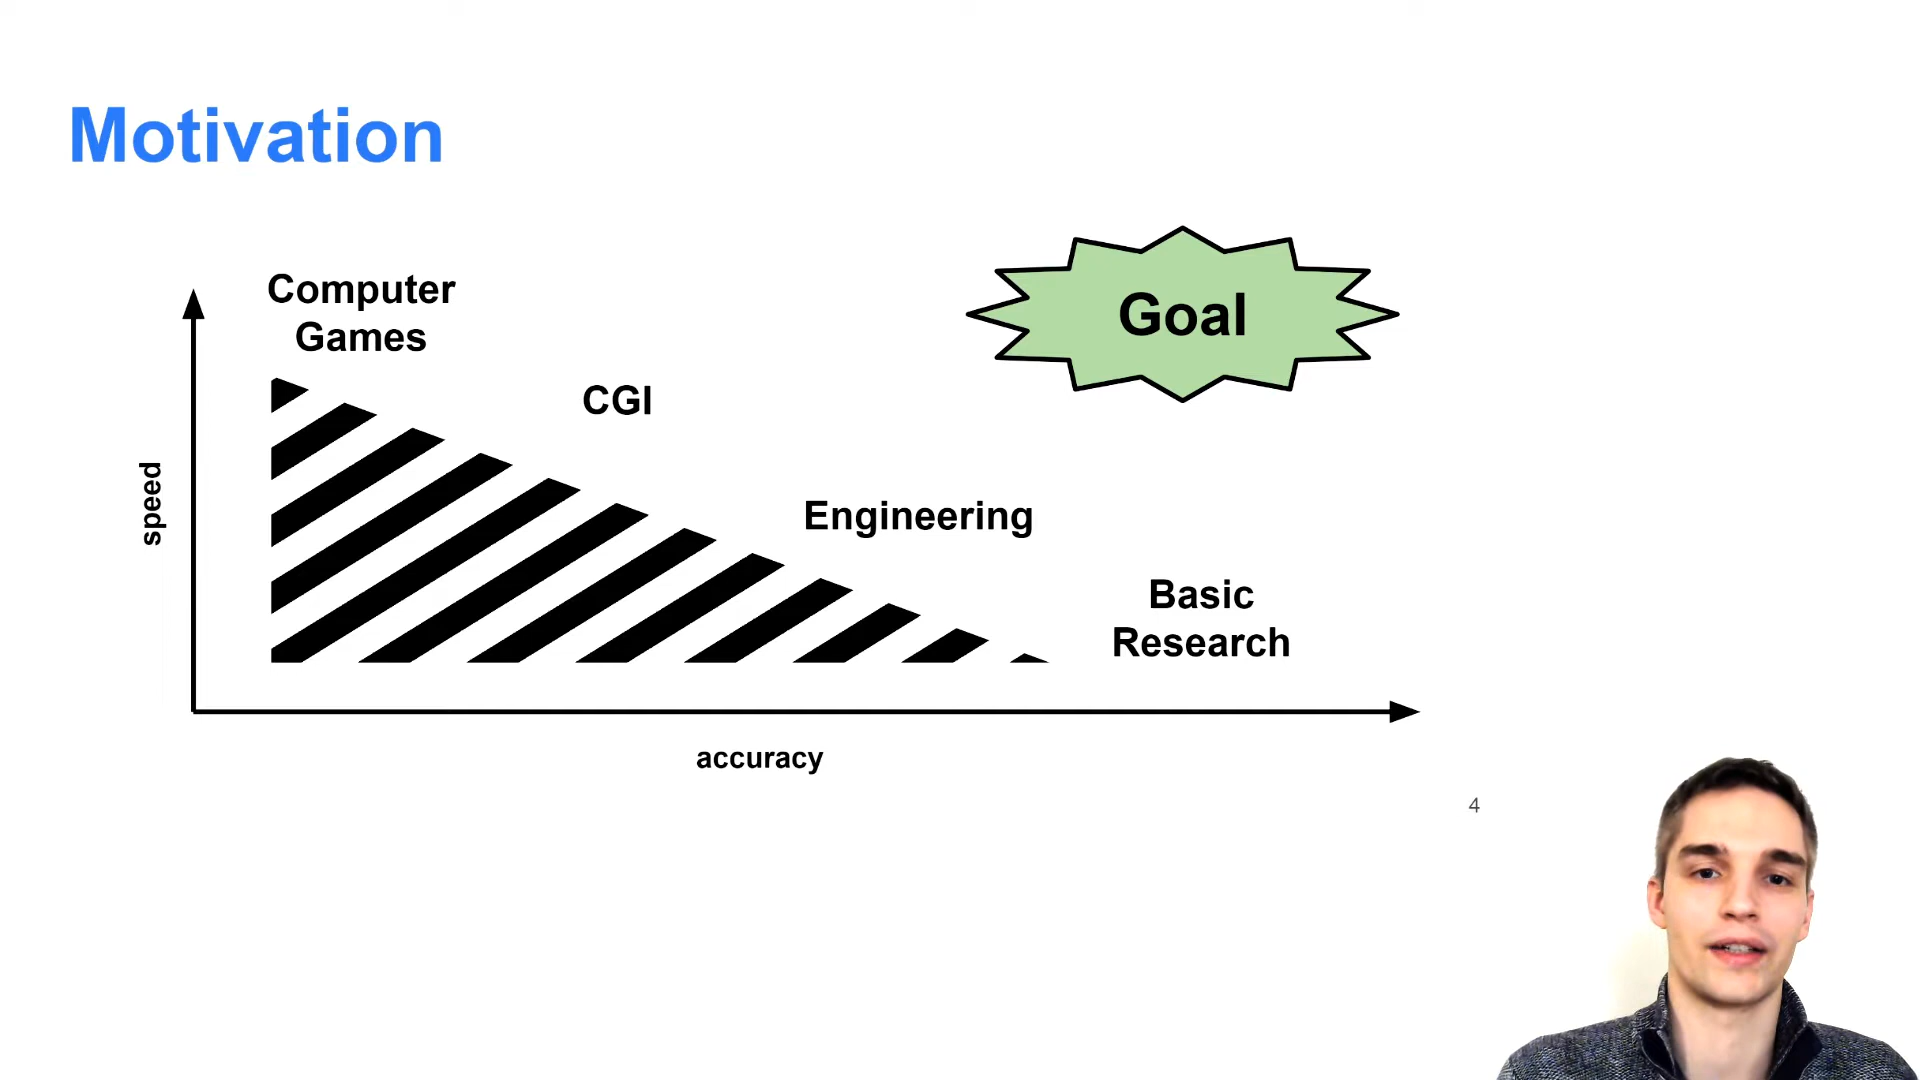 Motivation
Computer
Games
Goal
CGI
speed
Engineering
Basic
Research
accuracy
4